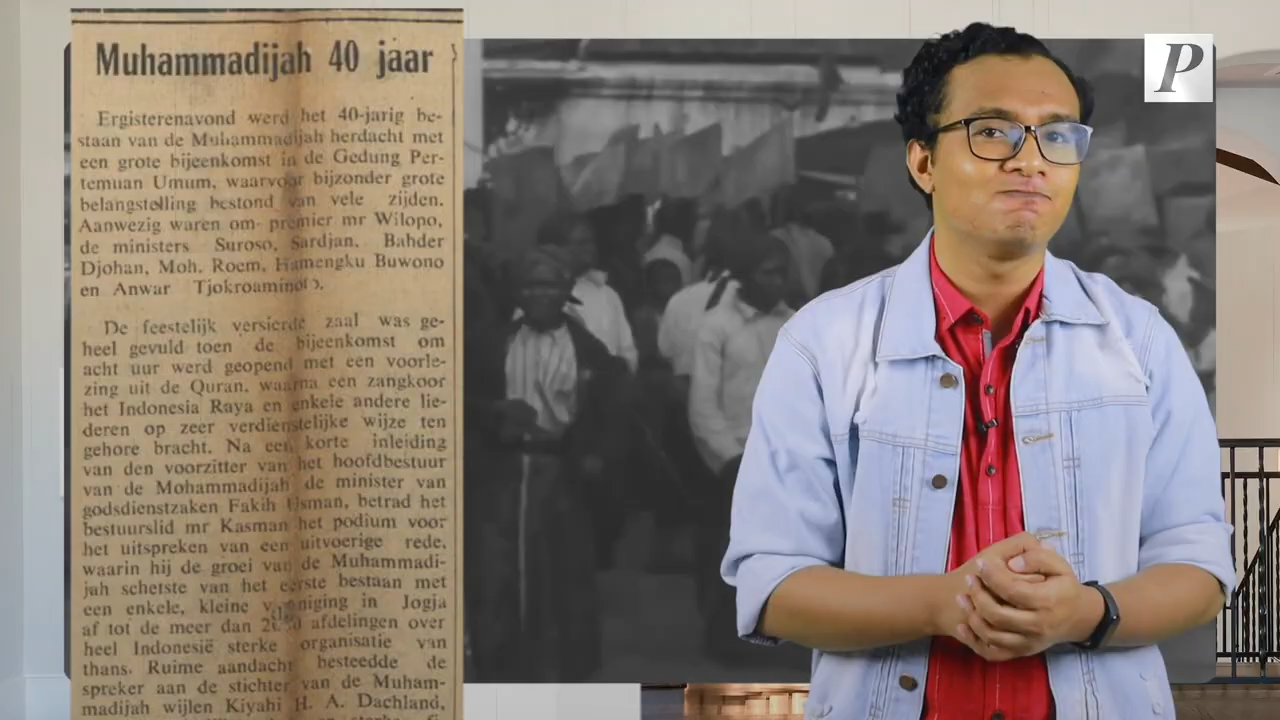 Muhammadijah 40 jaar
Ergisterenavond werd het 40-jarig be-
staan van de Muhammadijah herdacht met
een grote bijeenkomst in de Gedung Per-
temuan Umum, waarvoor bijzonder grote
belangstelling bestond van vele zijden.
Aanwezig waren om- premier mr Wilopo,
de ministers Suroso, Sardjan, Bahder
Djohan, Moh. Roem, Hamengku Buwono
en Anwar Tjokroaminoto.
De feestelijk versierde zaal was ge-
heel gevuld toen de bijeenkomst om
acht uur werd geopend met een voorle-
zing uit de Quran, waarna een zangkoor
het Indonesia Raya en enkele andere lie-
deren op zeer verdienstelijke wijze ten
gehore bracht. Na een korte inleiding
van den voorzitter van het hoofdbestuur
van de Mohammadijah de minister van
godsdienstzaken Fakih Usman, betrad het
bestuurslid mr Kasman het podium voor
het uitspreken van een uitvoerige rede,
waarin hij de groei van de Muhammadi-
jah schetste van het eerste bestaan met
een enkele, kleine vereniging in Jogja
af tot de meer dan afdelingen over
heel Indonesië sterke organisatie van
thans. Ruime aandacht besteedde de
spreker aan de stichter van de Muham-
madijah wijlen Kiyahi H. A. Dachland,
P